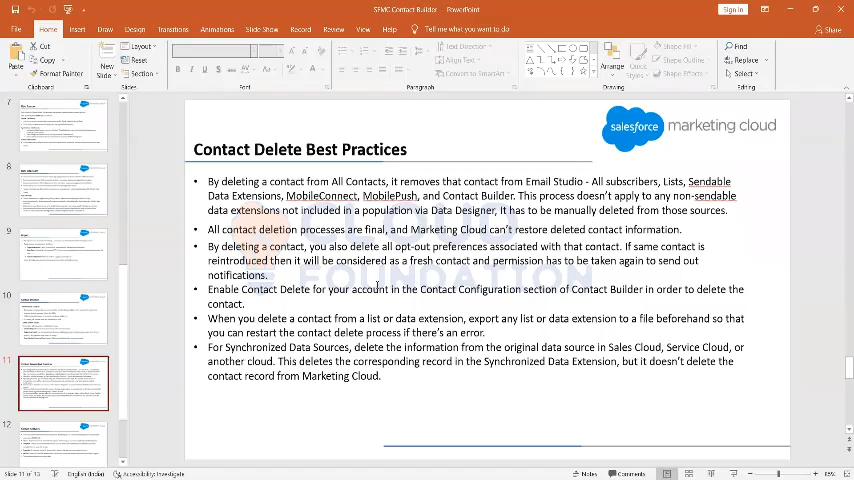 SFMC Contact Builder - PowerPoint
Sign in
File Home Insert Draw Design Transitions Animations Slide Show Record Review View Help Tell me what you want to do Share
Cut Layout Text Direction Shape Fill Find
Paste Copy New Slide Reset Align Text Arrange Quick Styles Shape Outline Replace
Format Painter Section Convert to SmartArt Shape Effects Select
Clipboard Slides Font Paragraph Drawing Editing
7
8
9
10
11
12
salesforce marketing cloud
Contact Delete Best Practices
• By deleting a contact from All Contacts, it removes that contact from Email Studio - All subscribers, Lists, Sendable
Data Extensions, MobileConnect, MobilePush, and Contact Builder. This process doesn't apply to any non-sendable
data extensions not included in a population via Data Designer, it has to be manually deleted from those sources.
• All contact deletion processes are final, and Marketing Cloud can't restore deleted contact information.
• By deleting a contact, you also delete all opt-out preferences associated with that contact. If same contact is
reintroduced then it will be considered as a fresh contact and permission has to be taken again to send out
notifications.
• Enable Contact Delete for your account in the Contact Configuration section of Contact Builder in order to delete the
contact.
• When you delete a contact from a list or data extension, export any list or data extension to a file beforehand so that
you can restart the contact delete process if there's an error.
• For Synchronized Data Sources, delete the information from the original data source in Sales Cloud, Service Cloud, or
another cloud. This deletes the corresponding record in the Synchronized Data Extension, but it doesn't delete the
contact record from Marketing Cloud.
FOUNDATION
Slide 11 of 13 English (India) Accessibility: Investigate Notes Comments 85%